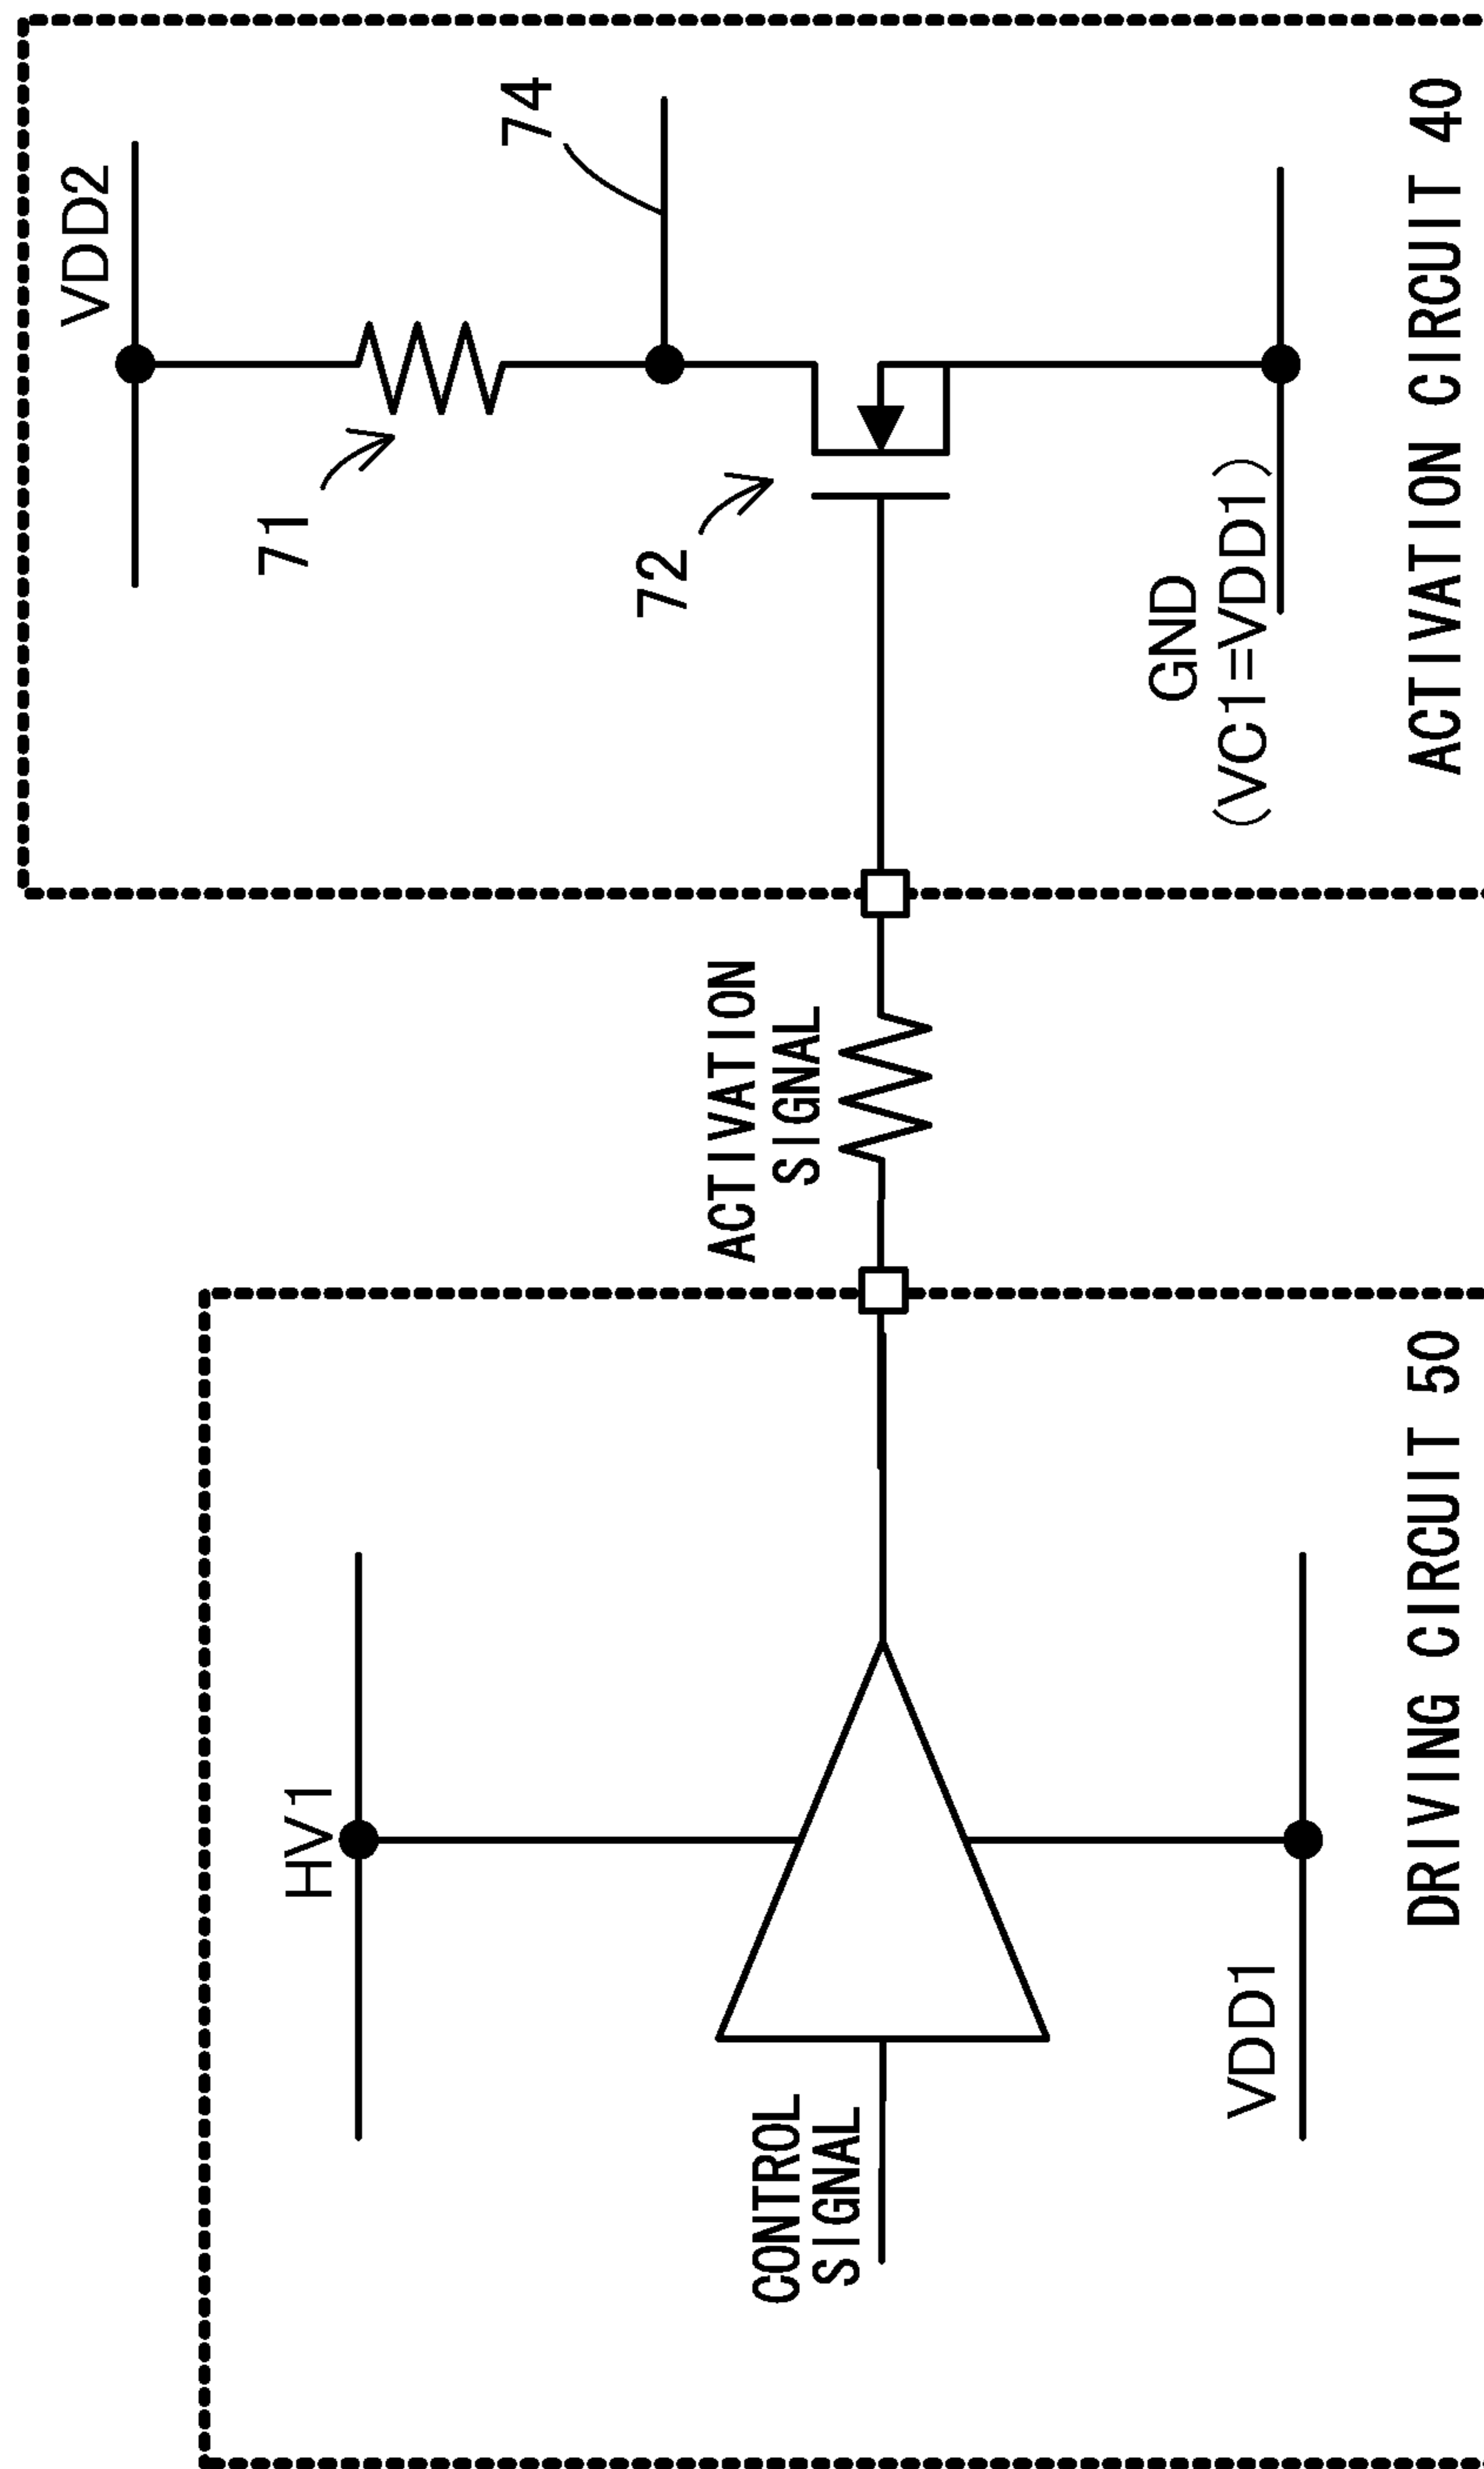 HV1
CONTROL
SIGNAL
VDD1
DRIVING CIRCUIT 50
ACTIVATION
SIGNAL
VDD2
71
74
72
GND
(VC1=VDD1)
ACTIVATION CIRCUIT 40